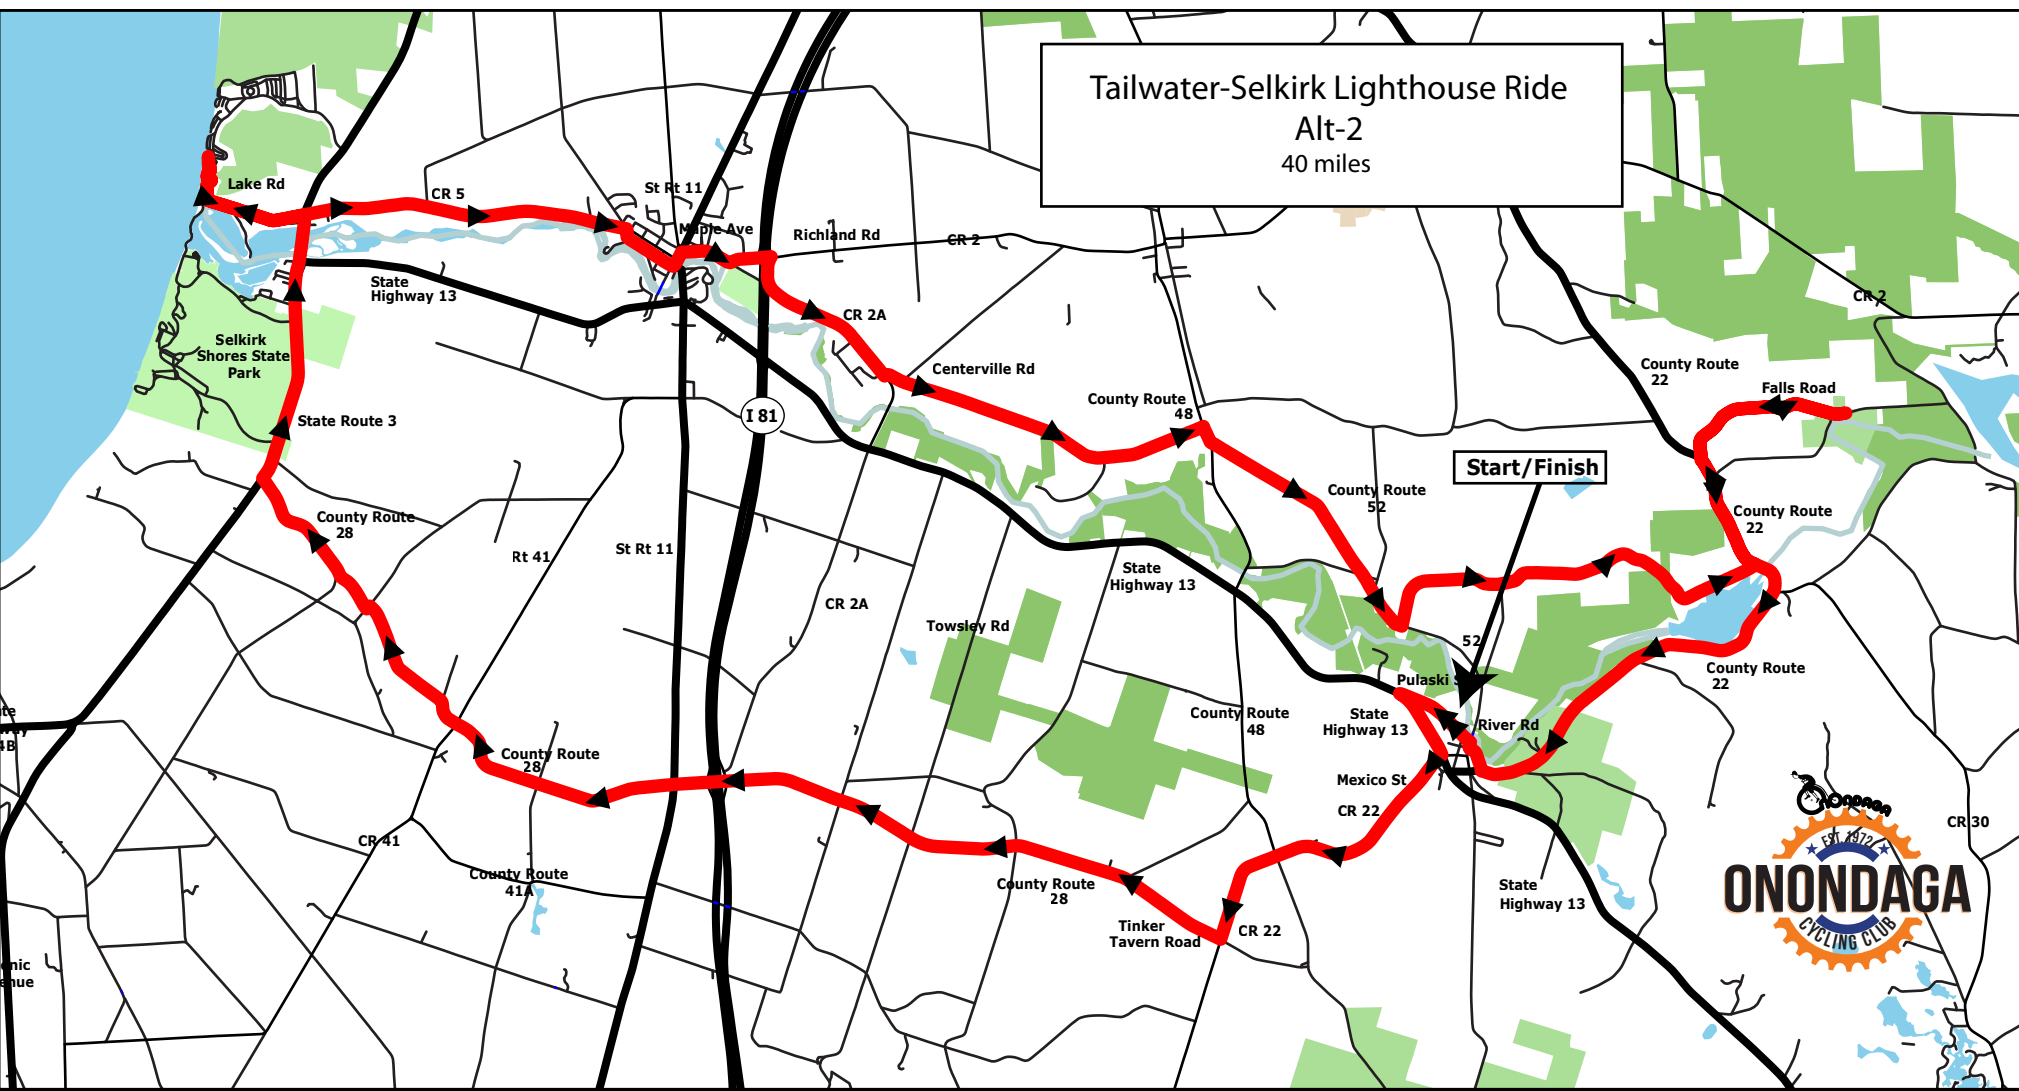 Tailwater-Selkirk Lighthouse Ride
Alt-2
40 miles
Lake Rd
CR 5
St Rt 11
Maple Ave
Richland Rd
CR 2
State
Highway 13
CR 2A
CR 2
Selkirk
Shores State
Park
Centerville Rd
County Route
22
Falls Road
County Route
48
I 81
State Route 3
Start/Finish
County Route
52
County Route
22
County Route
28
Rt 41
St Rt 11
State
Highway 13
CR 2A
Towsley Rd
52
County Route
22
Pulaski S
County Route
48
State
Highway 13
River Rd
4B
County Route
28
Mexico St
CR 22
CR 30
CR 41
County Route
41A
County Route
28
State
Highway 13
Tinker
Tavern Road
CR 22
ONONDAGA
EST. 1972
ONONDAGA
CYCLING CLUB